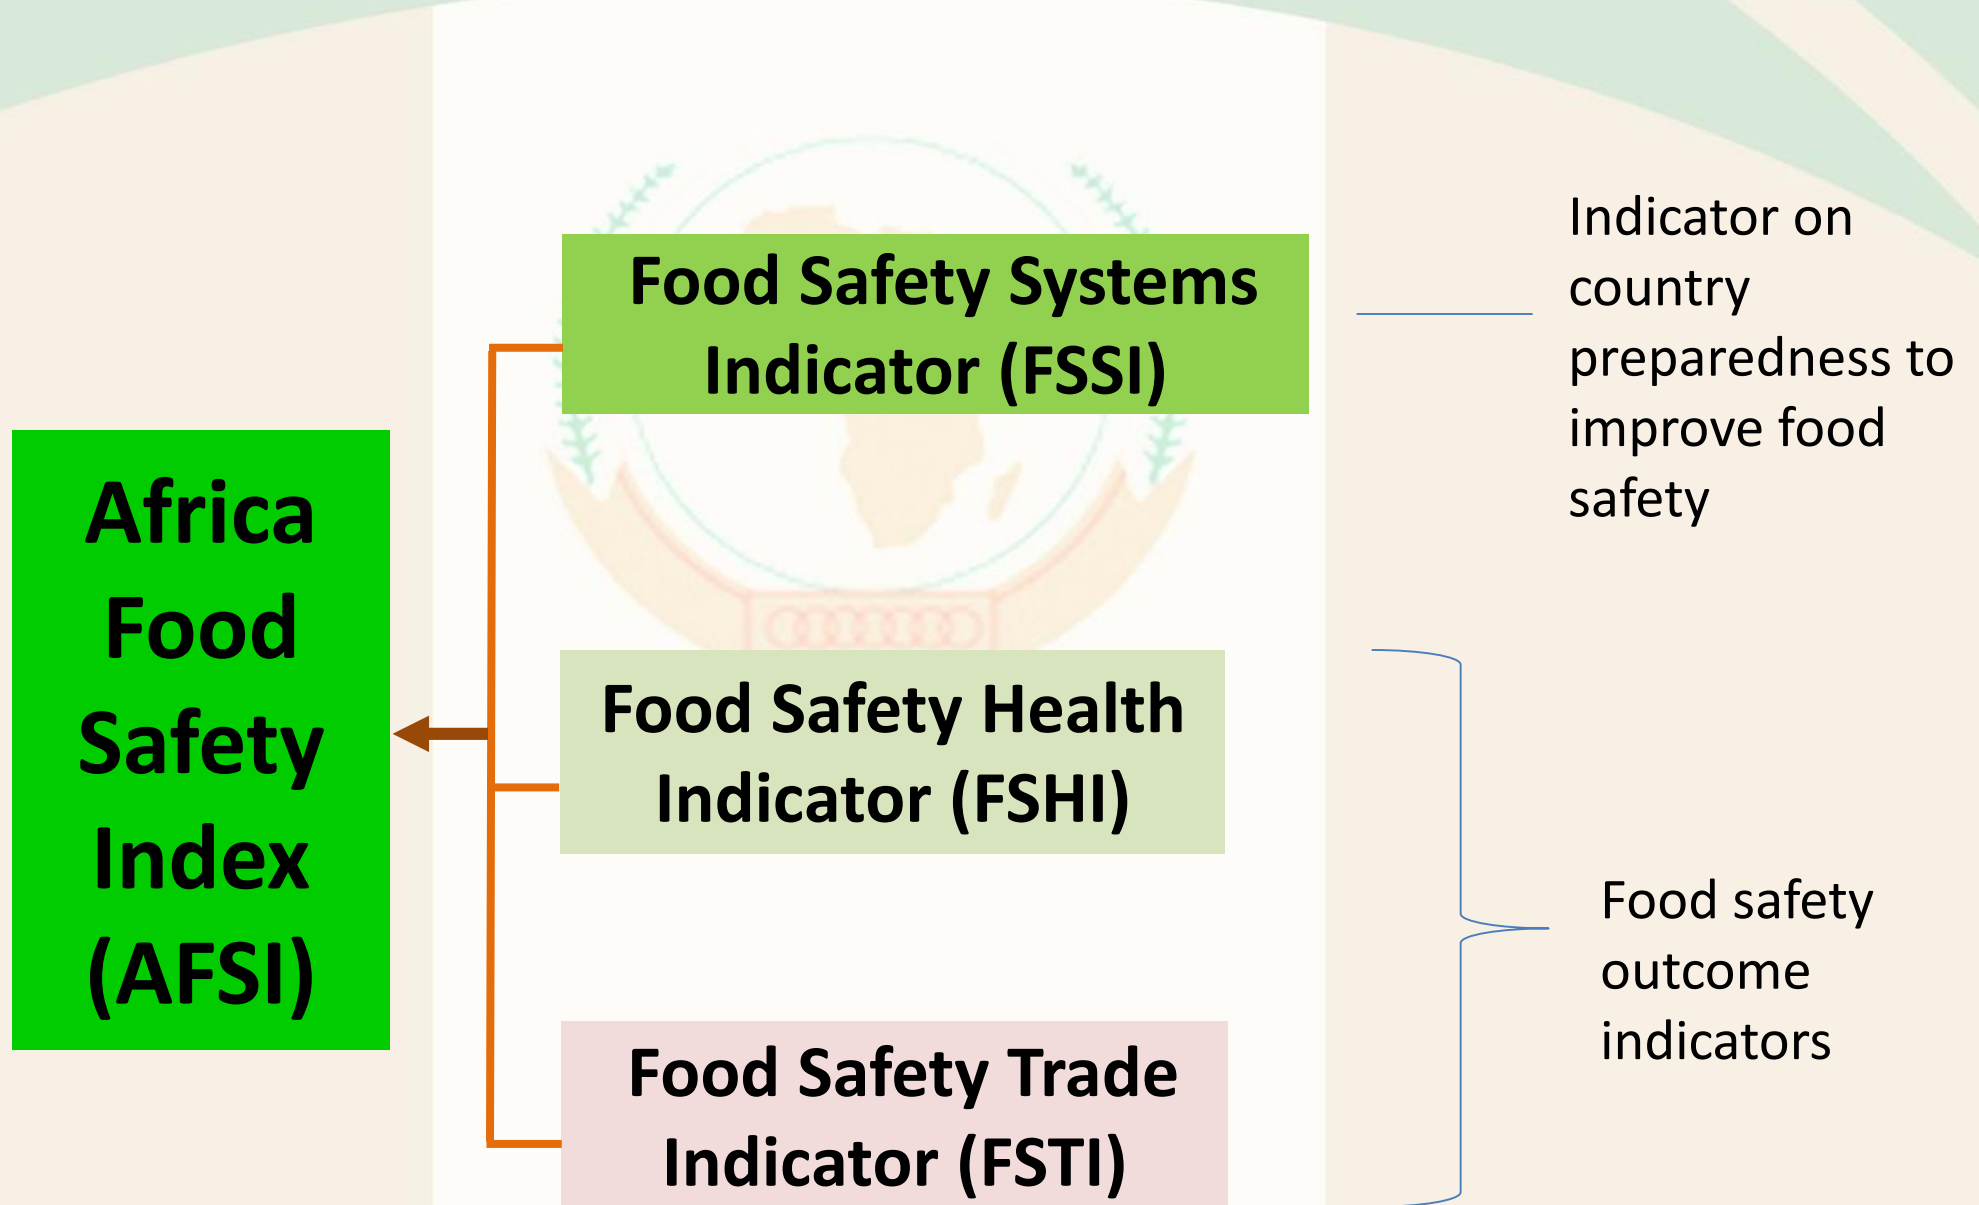 Africa
Food
Safety
Index
(AFSI)
Food Safety Systems
Indicator (FSSI)
Indicator on
country
preparedness to
improve food
safety
Food Safety Health
Indicator (FSHI)
Food Safety Trade
Indicator (FSTI)
Food safety
outcome
indicators